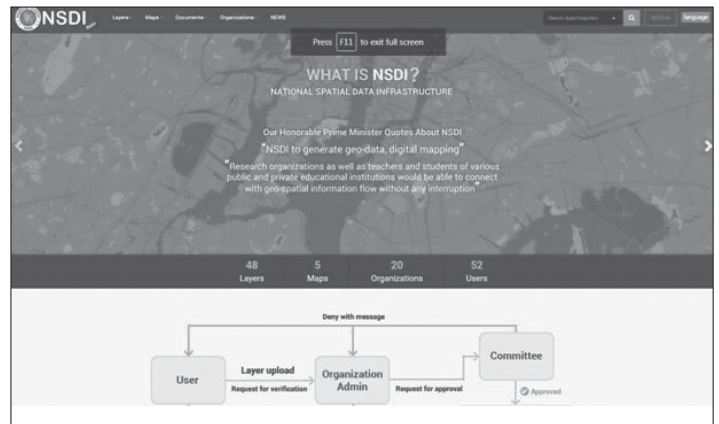 NSDI
Beta
Layers Maps Documents Organizations NEWS
SIGN IN language
Press F11 to exit full screen
WHAT IS NSDI?
NATIONAL SPATIAL DATA INFRASTRUCTURE
Our Honorable Prime Minister Quotes About NSDI
"NSDI to generate geo-data, digital mapping"
"Research organizations as well as teachers and students of various
public and private educational institutions would be able to connect
with geo-spatial information flow without any interruption"
48 5 20 52
Layers Maps Organizations Users
Deny with message
User
Layer upload
Request for verification
Organization
Admin
Request for approval
Committee
Approved